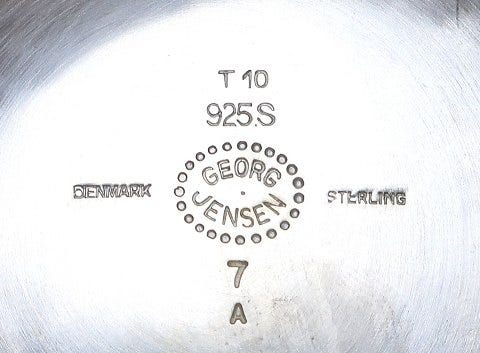 T 10
925.S
GEORG
JENSEN
DENMARK
STERLING
7
A